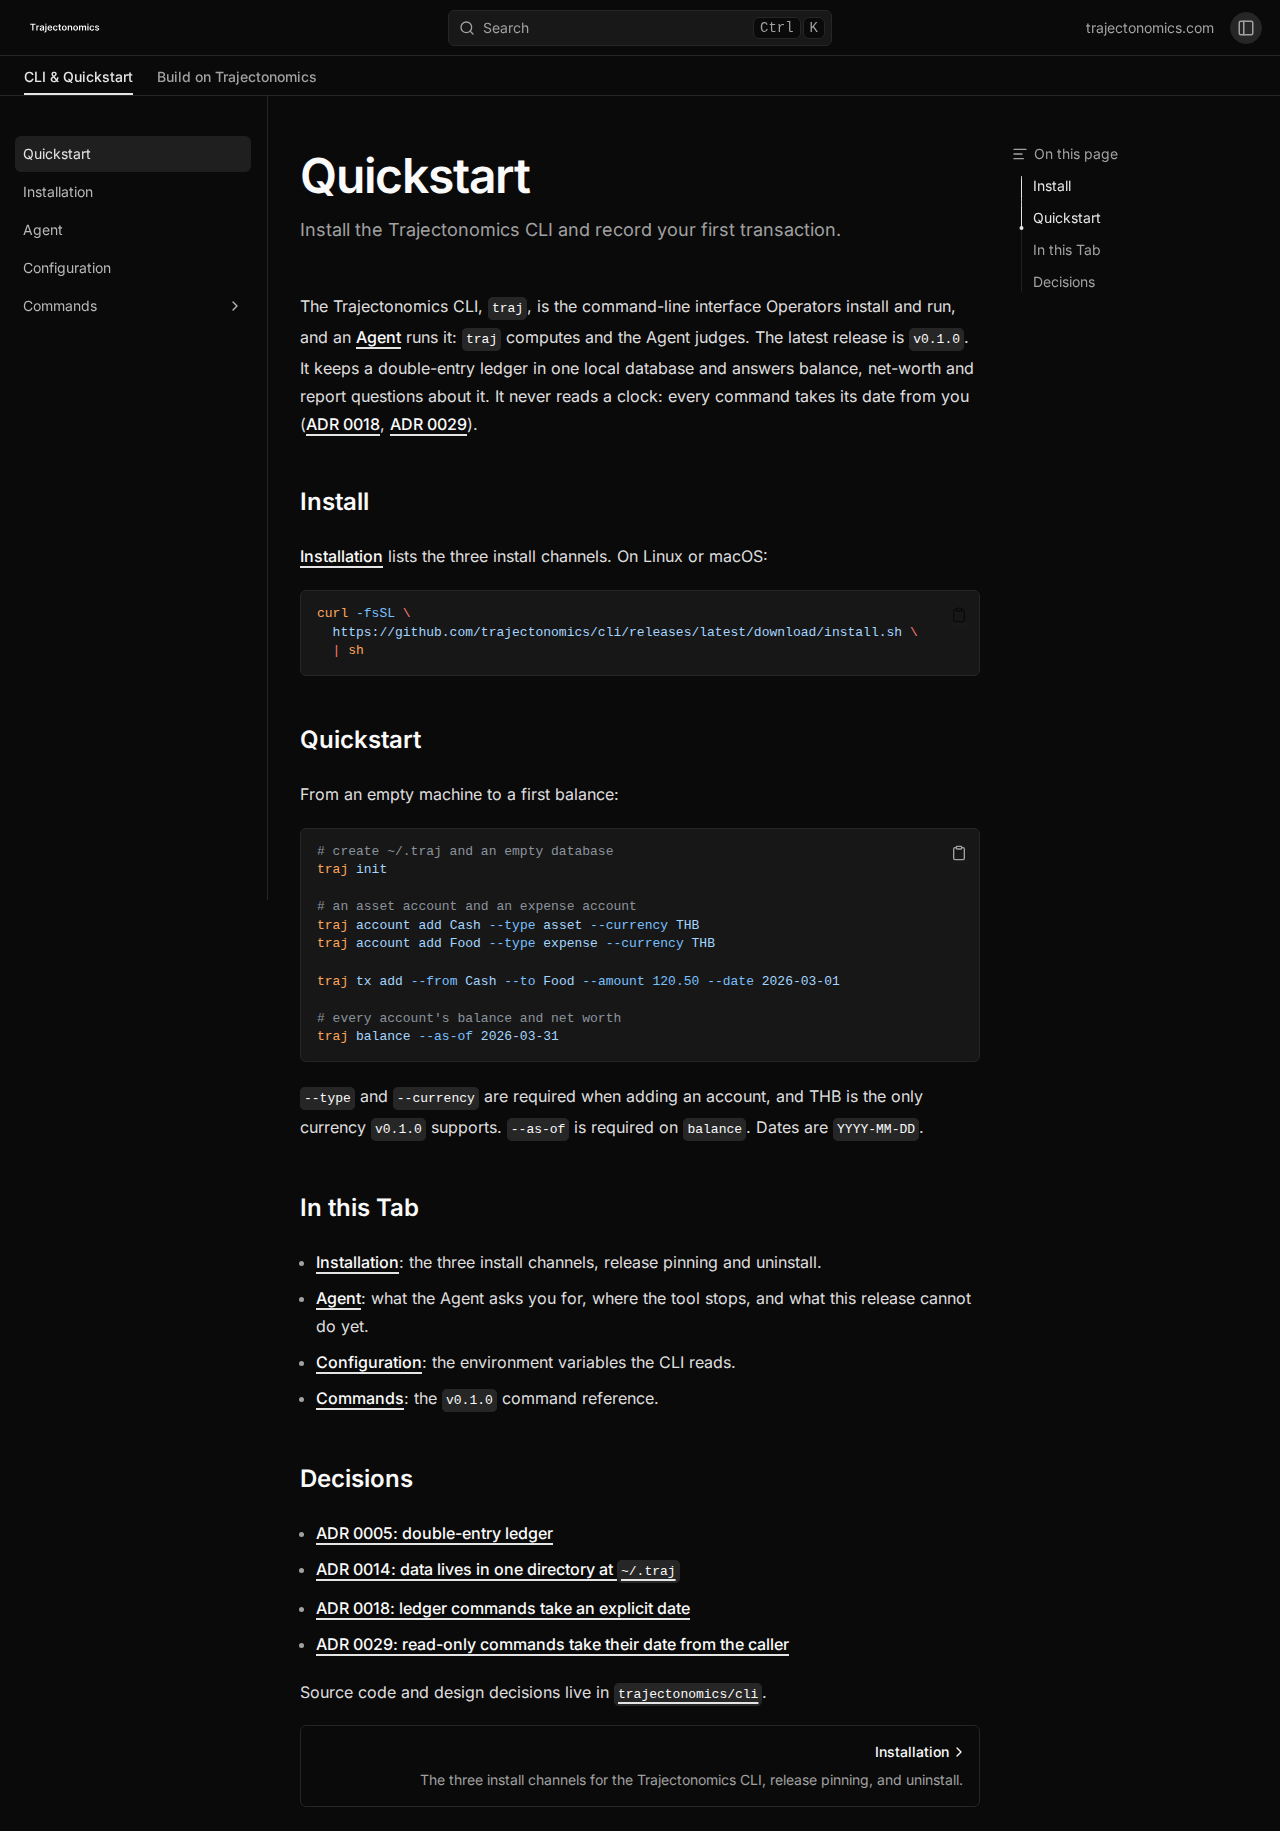 Trajectonomics
Search
Ctrl K
trajectonomics.com
CLI & Quickstart
Build on Trajectonomics
Quickstart
Installation
Agent
Configuration
Commands
Quickstart
Install the Trajectonomics CLI and record your first transaction.
The Trajectonomics CLI, traj, is the command-line interface Operators install and run,
and an Agent runs it: traj computes and the Agent judges. The latest release is v0.1.0.
It keeps a double-entry ledger in one local database and answers balance, net-worth and
report questions about it. It never reads a clock: every command takes its date from you
(ADR 0018, ADR 0029).
Install
Installation lists the three install channels. On Linux or macOS:
curl -fsSL \
  https://github.com/trajectonomics/cli/releases/latest/download/install.sh \
  | sh
Quickstart
From an empty machine to a first balance:
# create ~/.traj and an empty database
traj init
# an asset account and an expense account
traj account add Cash --type asset --currency THB
traj account add Food --type expense --currency THB
traj tx add --from Cash --to Food --amount 120.50 --date 2026-03-01
# every account's balance and net worth
traj balance --as-of 2026-03-31
--type and --currency are required when adding an account, and THB is the only
currency v0.1.0 supports. --as-of is required on balance. Dates are YYYY-MM-DD.
In this Tab
Installation: the three install channels, release pinning and uninstall.
Agent: what the Agent asks you for, where the tool stops, and what this release cannot
do yet.
Configuration: the environment variables the CLI reads.
Commands: the v0.1.0 command reference.
Decisions
ADR 0005: double-entry ledger
ADR 0014: data lives in one directory at ~/.traj
ADR 0018: ledger commands take an explicit date
ADR 0029: read-only commands take their date from the caller
Source code and design decisions live in trajectonomics/cli.
Installation
The three install channels for the Trajectonomics CLI, release pinning, and uninstall.
On this page
Install
Quickstart
In this Tab
Decisions